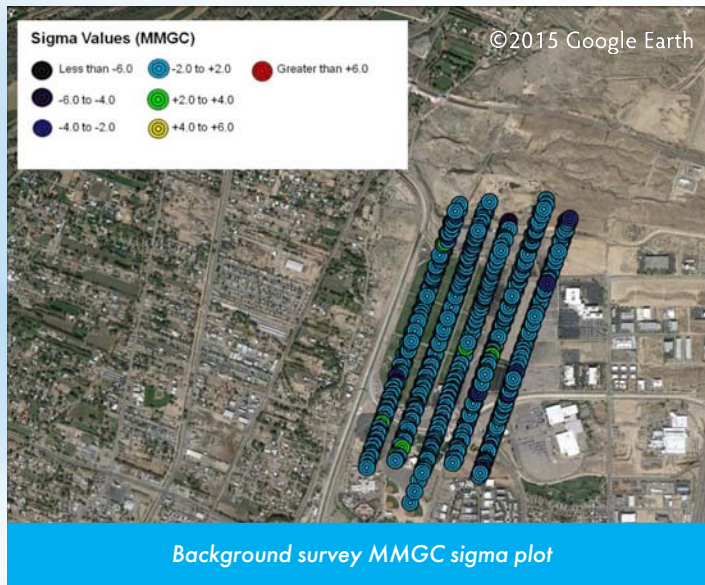 Sigma Values (MMGC)
©2015 Google Earth
Less than -6.0
-2.0 to +2.0
Greater than +6.0
-6.0 to -4.0
+2.0 to +4.0
-4.0 to -2.0
+4.0 to +6.0
Background survey MMGC sigma plot